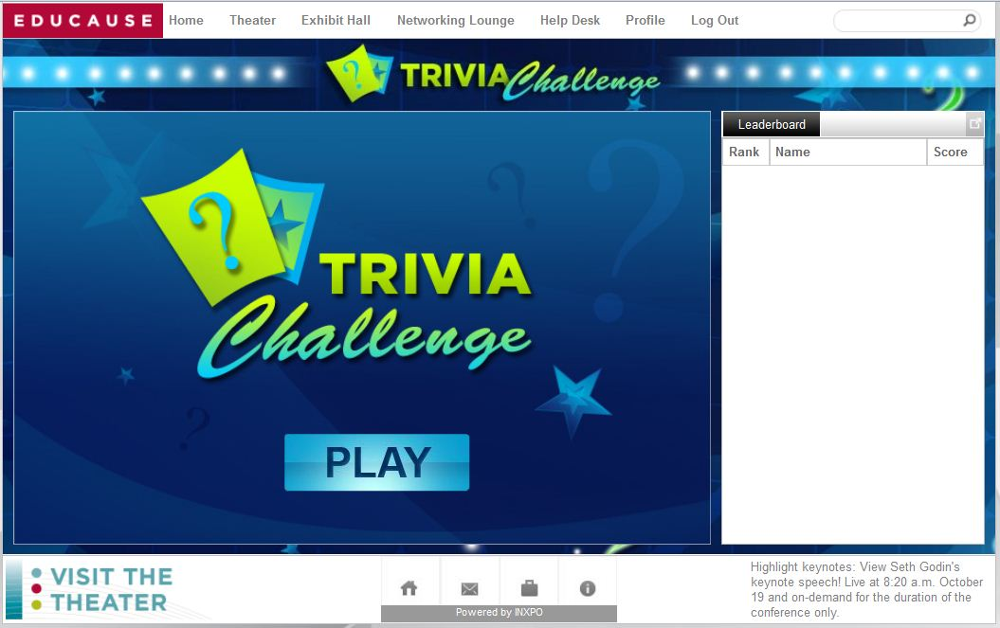 EDUCAUSE Home Theater Exhibit Hall Networking Lounge Help Desk Profile Log Out
? TRIVIA Challenge
Leaderboard
Rank Name Score
?
TRIVIA
Challenge
PLAY
VISIT THE
THEATER
Powered by INXPO
Highlight keynotes: View Seth Godin's
keynote speech! Live at 8:20 a.m. October
19 and on-demand for the duration of the
conference only.